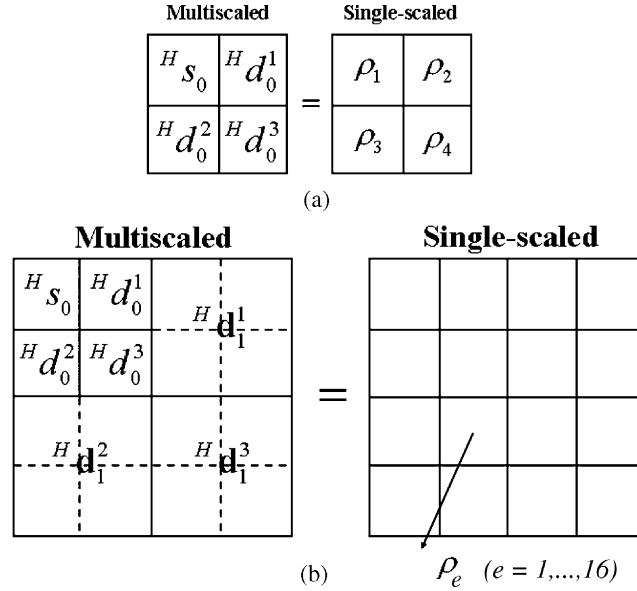 Multiscaled Single-scaled
ᴴs₀ ᴴd₀¹ = ρ₁ ρ₂
ᴴd₀² ᴴd₀³ ρ₃ ρ₄
(a)
Multiscaled Single-scaled
ᴴs₀ ᴴd₀¹ ᴴd₁¹
ᴴd₀² ᴴd₀³
=
ᴴd₁² ᴴd₁³
ρₑ (e = 1,...,16)
(b)